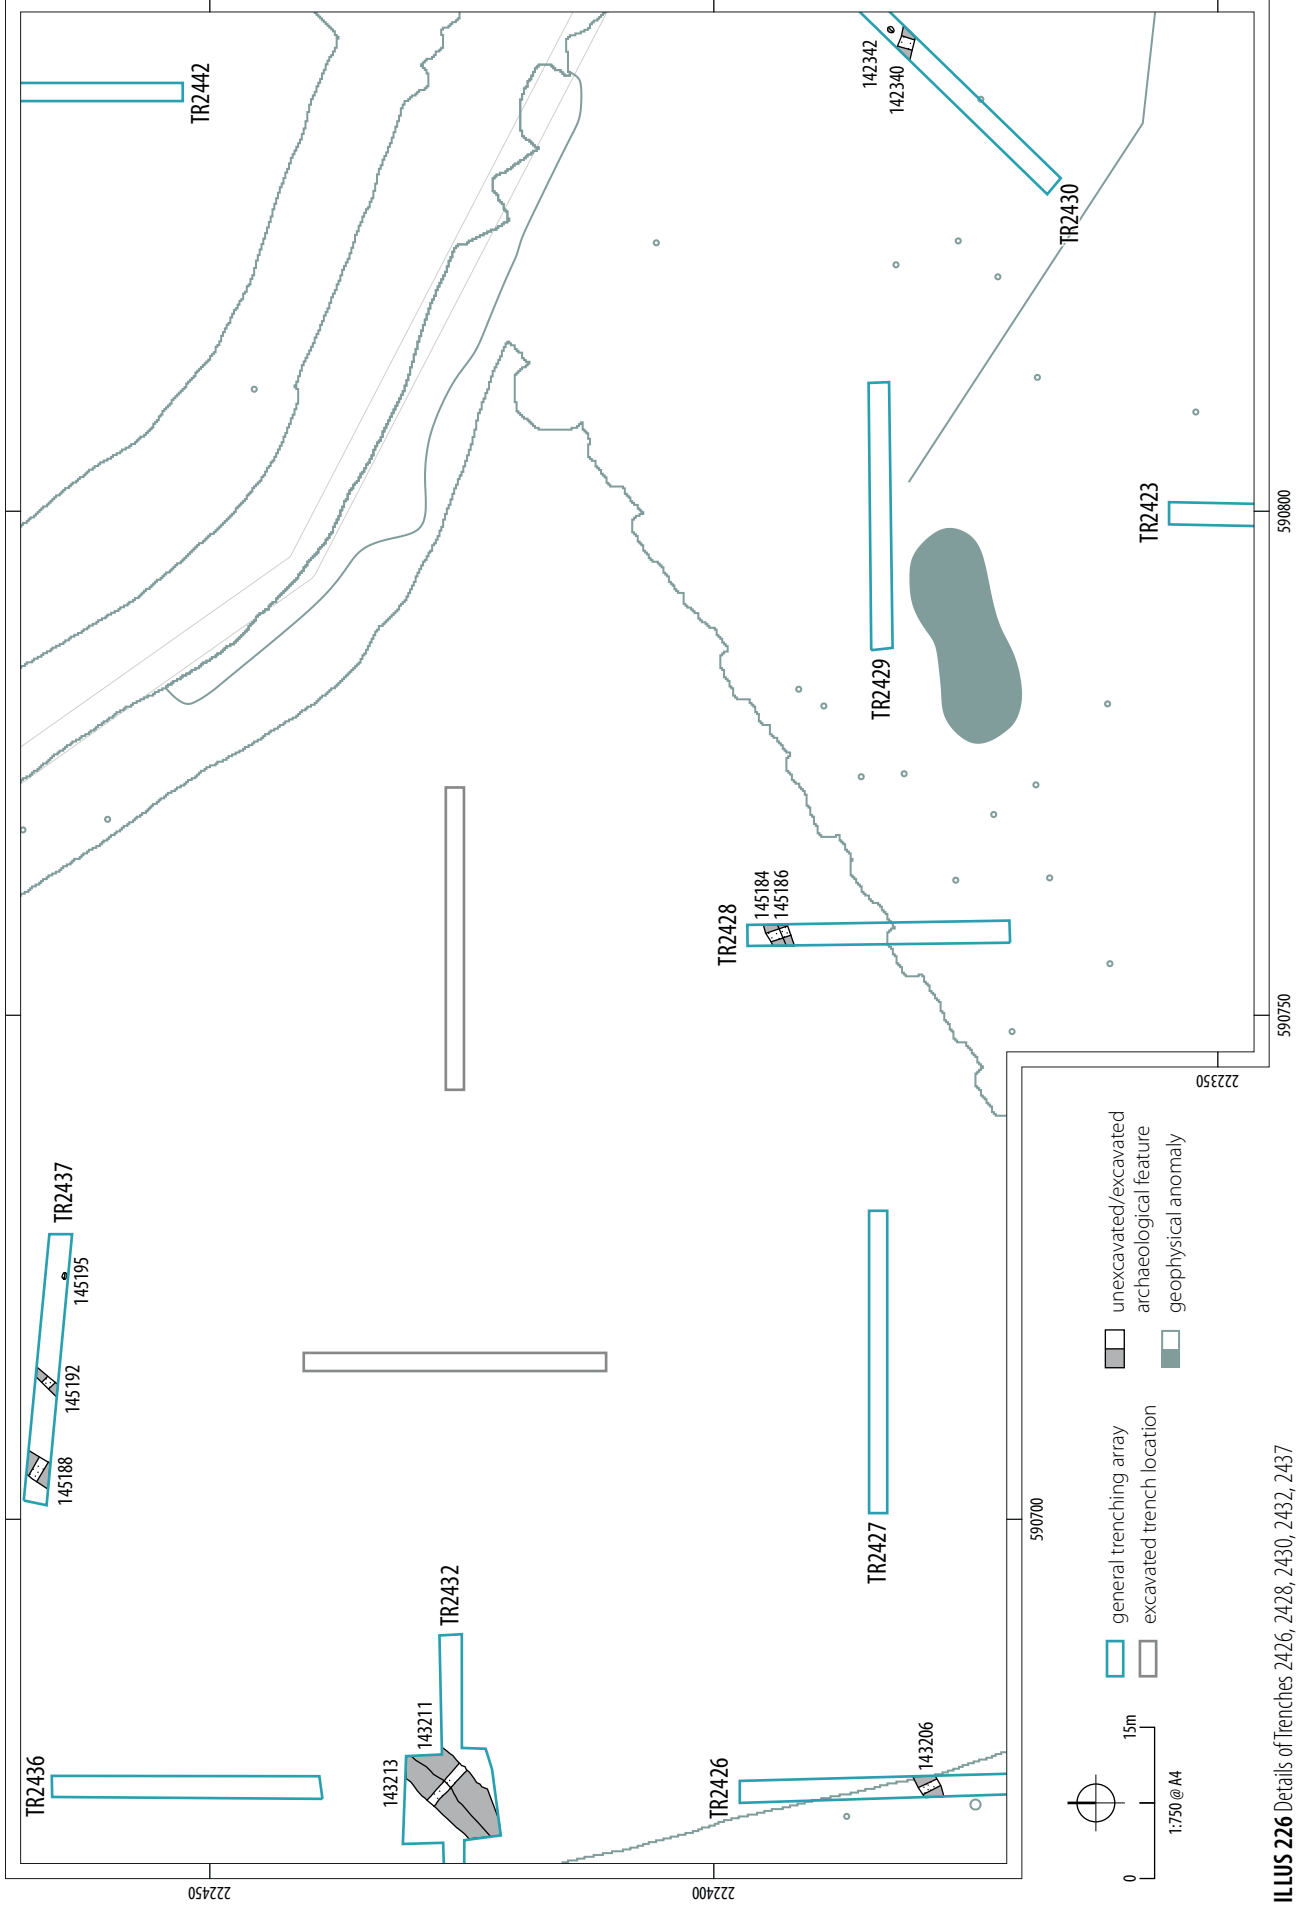 TR2436
TR2437
145188
145192
145195
TR2442
222450
143213
143211
TR2432
TR2426
143206
222400
TR2427
TR2428
145184
145186
TR2429
142342
142340
TR2430
TR2423
590700
590750
590800
222350
0
15m
1:750 @ A4
general trenching array
excavated trench location
unexcavated/excavated
archaeological feature
geophysical anomaly
ILLUS 226 Details of Trenches 2426, 2428, 2430, 2432, 2437